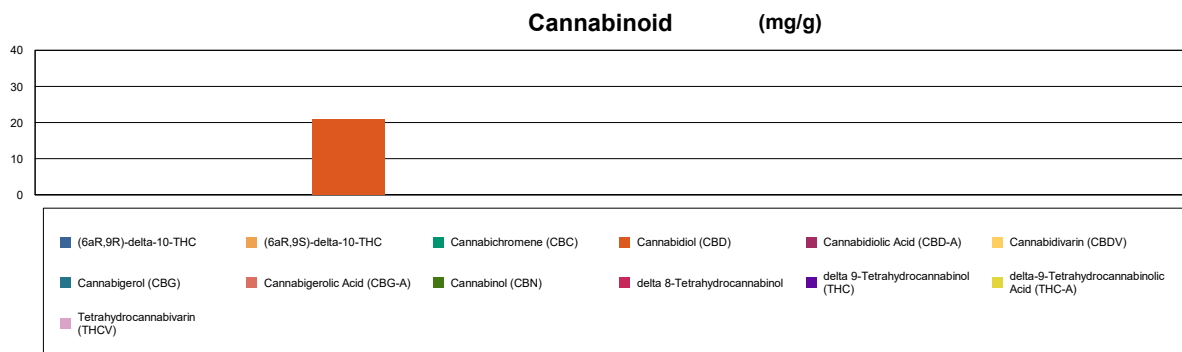 Cannabinoid (mg/g)
40
30
20
10
0
(6aR,9R)-delta-10-THC (6aR,9S)-delta-10-THC Cannabichromene (CBC) Cannabidiol (CBD) Cannabidiolic Acid (CBD-A) Cannabidivarin (CBDV)
Cannabigerol (CBG) Cannabigerolic Acid (CBG-A) Cannabinol (CBN) delta 8-Tetrahydrocannabinol
delta 9-Tetrahydrocannabinol
(THC)
delta-9-Tetrahydrocannabinolic
Acid (THC-A)
Tetrahydrocannabivarin
(THCV)